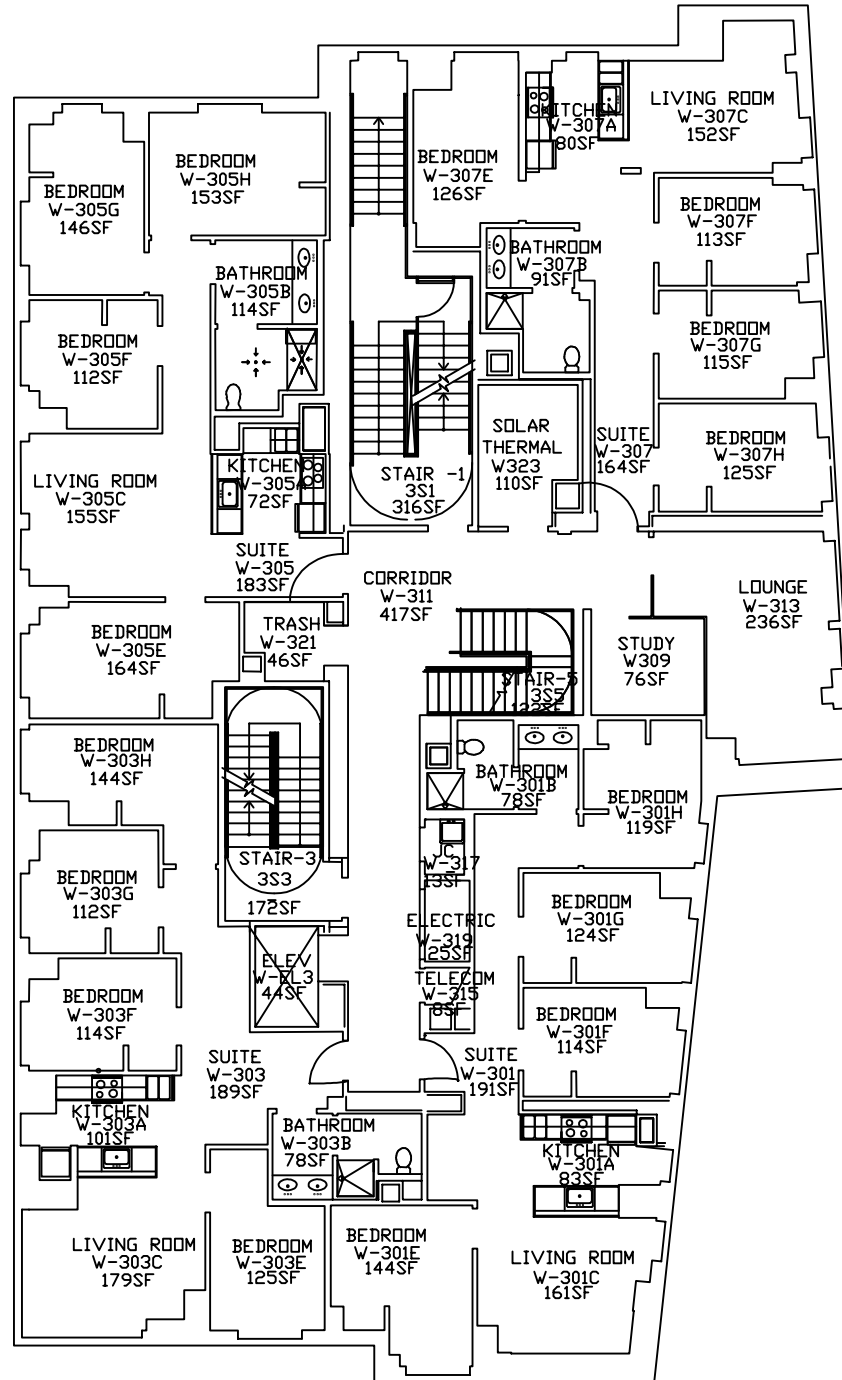 LIVING ROOM
W-307C
152SF
KITCHEN
W-307A
80SF
BEDROOM
W-307E
126SF
BEDROOM
W-305H
153SF
BEDROOM
W-305G
146SF
BEDROOM
W-307F
113SF
BATHROOM
W-307B
91SF
BATHROOM
W-305B
114SF
BEDROOM
W-305F
112SF
BEDROOM
W-307G
115SF
SOLAR
THERMAL
W323
110SF
SUITE
W-307
164SF
BEDROOM
W-307H
125SF
KITCHEN
W-305A
72SF
STAIR -1
3S1
316SF
LIVING ROOM
W-305C
155SF
SUITE
W-305
183SF
CORRIDOR
W-311
417SF
LOUNGE
W-313
236SF
TRASH
W-321
46SF
BEDROOM
W-305E
164SF
STUDY
W309
76SF
STAIR-5
3S5
122SF
BEDROOM
W-303H
144SF
BATHROOM
W-301B
78SF
BEDROOM
W-301H
119SF
JC
W-317
13SF
STAIR-3
3S3
172SF
BEDROOM
W-303G
112SF
BEDROOM
W-301G
124SF
ELECTRIC
W-319
25SF
ELEV
W-EL3
44SF
TELECOM
W-315
8SF
BEDROOM
W-303F
114SF
BEDROOM
W-301F
114SF
SUITE
W-303
189SF
SUITE
W-301
191SF
KITCHEN
W-303A
101SF
BATHROOM
W-303B
78SF
KITCHEN
W-301A
83SF
LIVING ROOM
W-303C
179SF
BEDROOM
W-303E
125SF
BEDROOM
W-301E
144SF
LIVING ROOM
W-301C
161SF